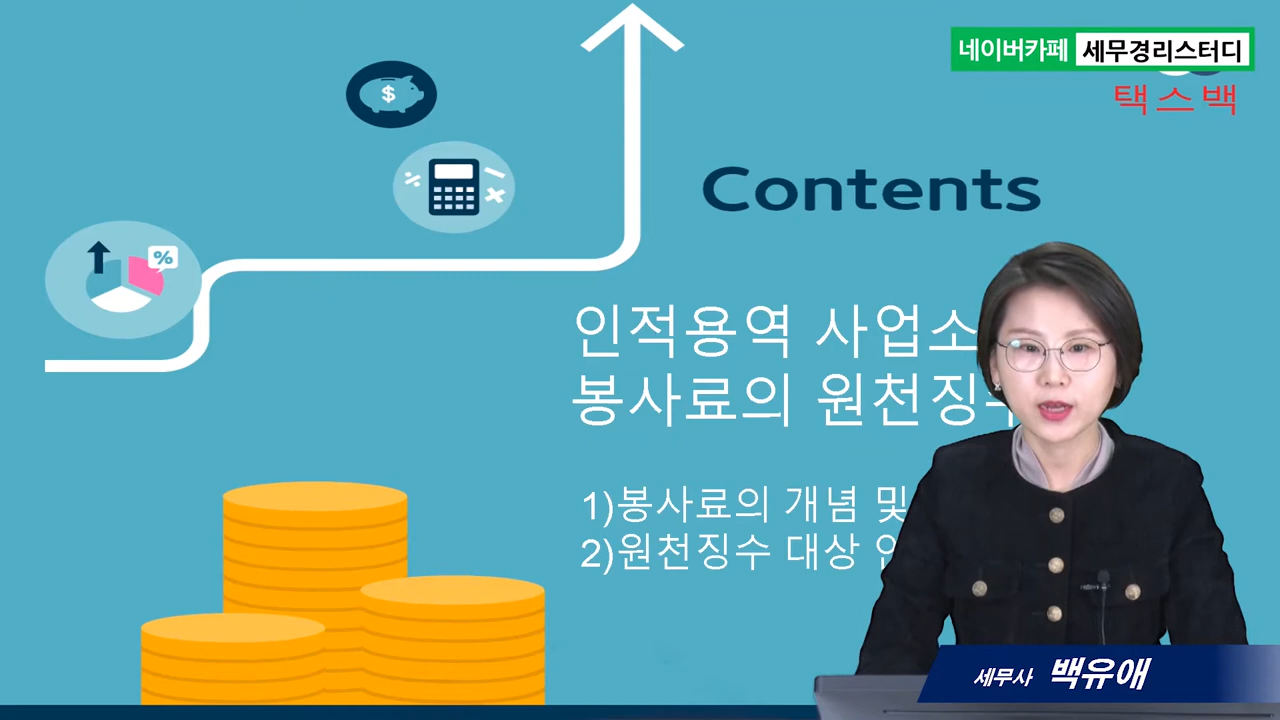 네이버카페 세무경리스터디
택스백
Contents
인적용역 사업소
봉사료의 원천징수
1)봉사료의 개념 및
2)원천징수 대상
$
%
세무사 백유애